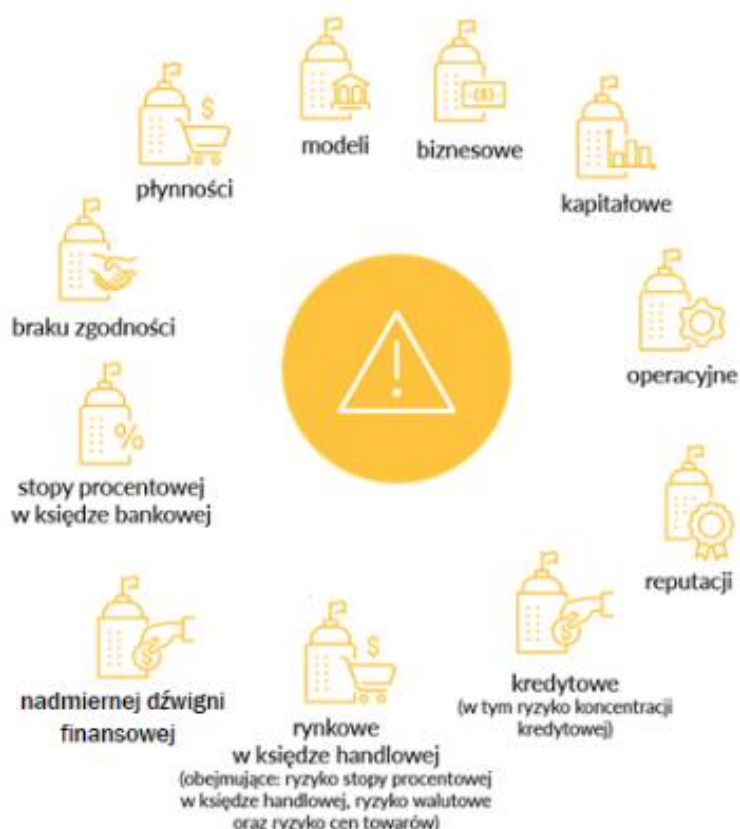 modeli
biznesowe
płynności
kapitałowe
braku zgodności
operacyjne
stopy procentowej
w księdze bankowej
reputacji
nadmiernej dźwigni
finansowej
kredytowe
(w tym ryzyko koncentracji
kredytowej)
rynkowe
w księdze handlowej
(obejmujące: ryzyko stopy procentowej
w księdze handlowej, ryzyko walutowe
oraz ryzyko cen towarów)